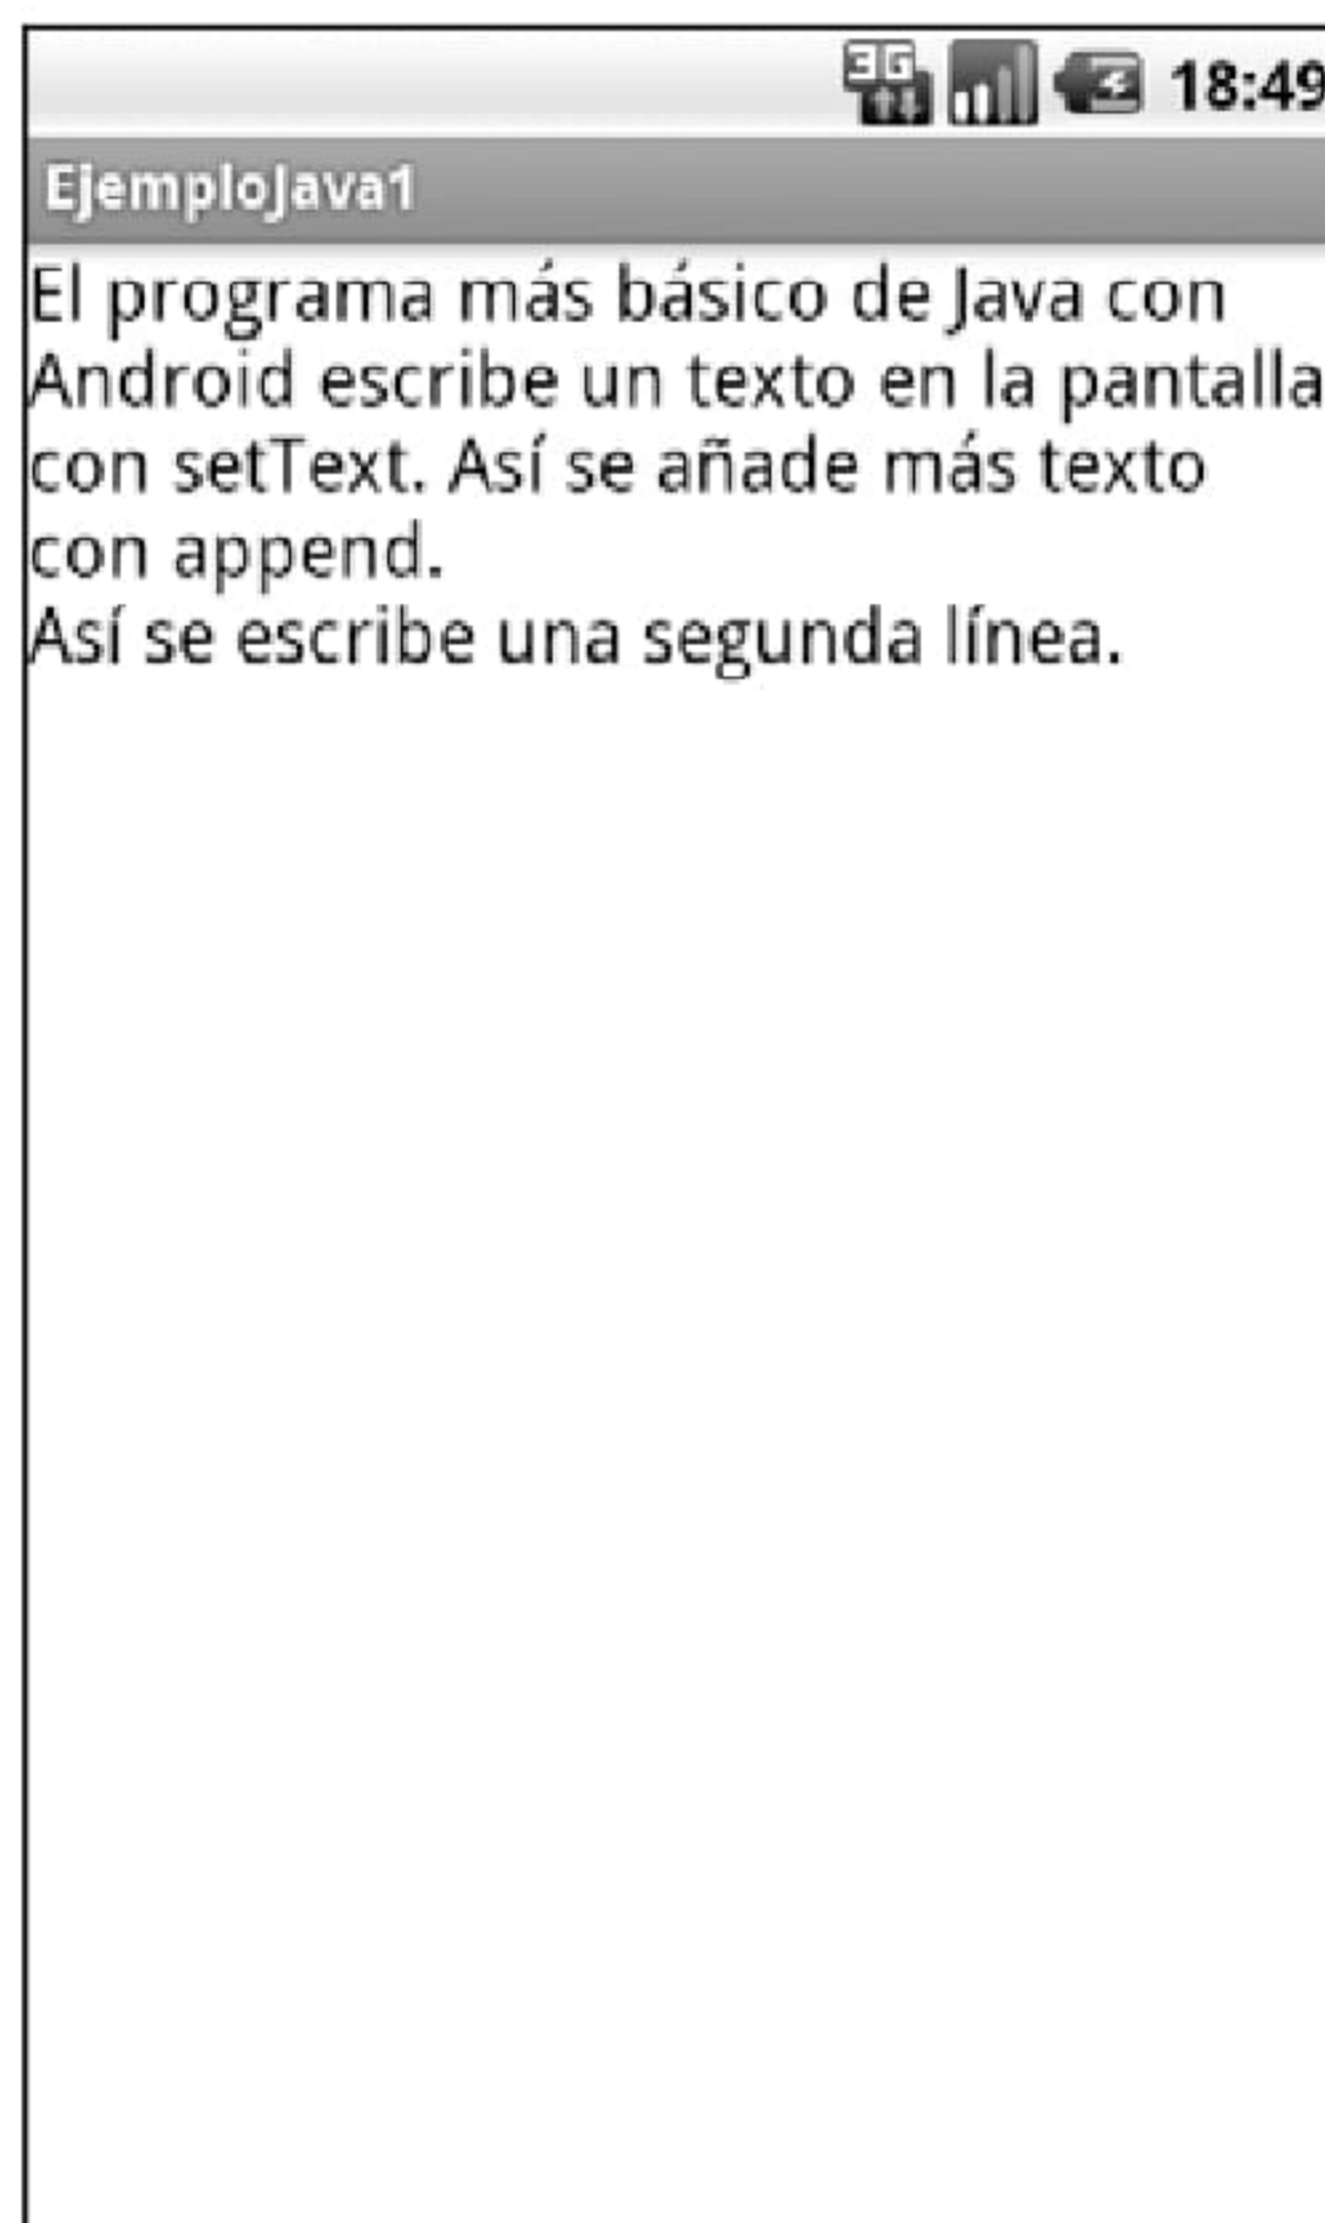 3G 18:49
EjemploJava1
El programa más básico de Java con
Android escribe un texto en la pantalla
con setText. Así se añade más texto
con append.
Así se escribe una segunda línea.